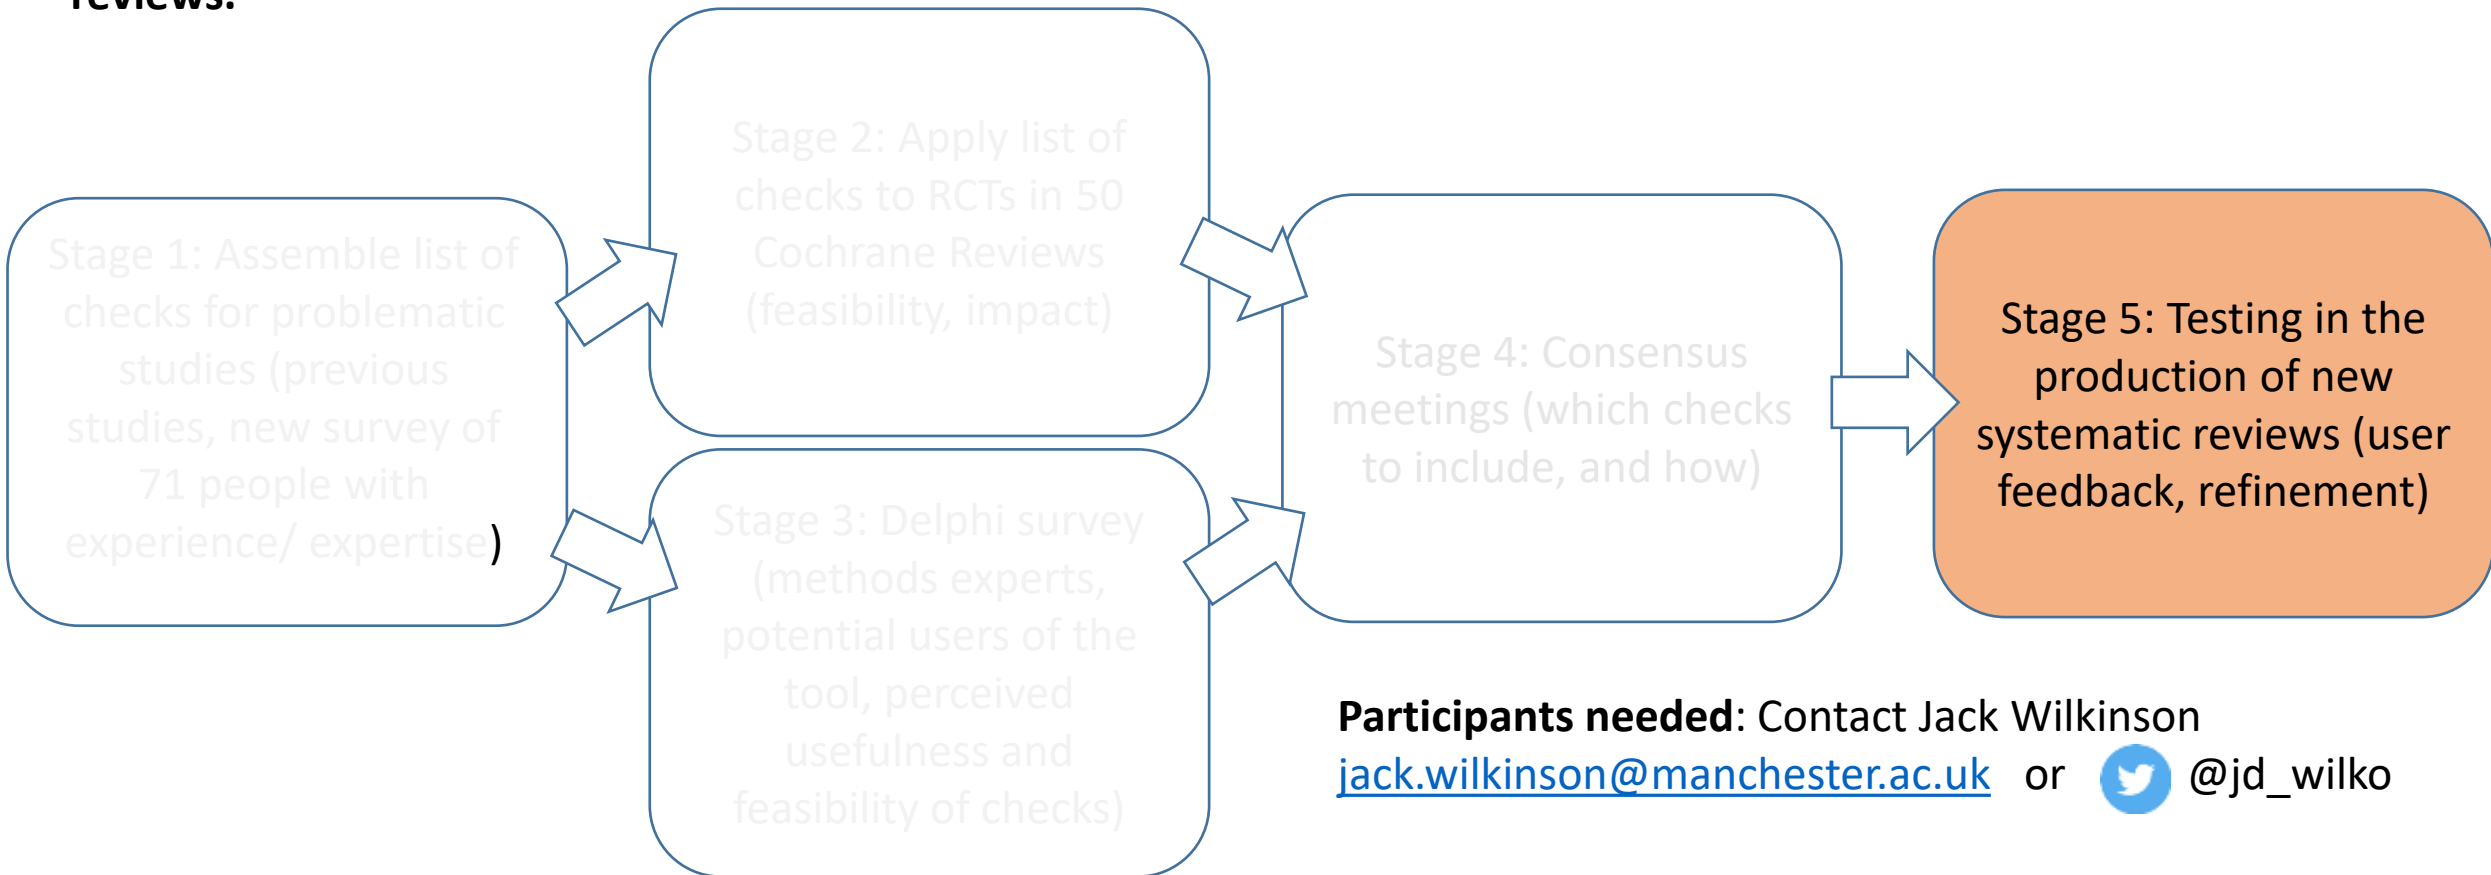 reviews.
Stage 1: Assemble list of
checks for problematic
studies (previous
studies, new survey of
71 people with
experience/ expertise)
Stage 2: Apply list of
checks to RCTs in 50
Cochrane Reviews
(feasibility, impact)
Stage 3: Delphi survey
(methods experts,
potential users of the
tool, perceived
usefulness and
feasibility of checks)
Stage 4: Consensus
meetings (which checks
to include, and how)
Stage 5: Testing in the
production of new
systematic reviews (user
feedback, refinement)
Participants needed: Contact Jack Wilkinson
jack.wilkinson@manchester.ac.uk or @jd_wilko